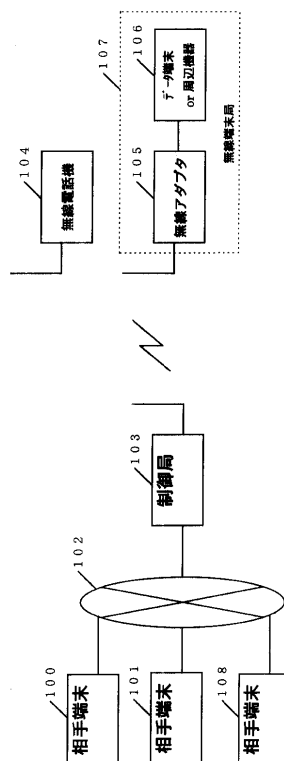 100
相手端末
101
相手端末
108
相手端末
102
103
制御局
104
無線電話機
105
無線アダプタ
106
データ端末
or 周辺機器
107
無線端末局